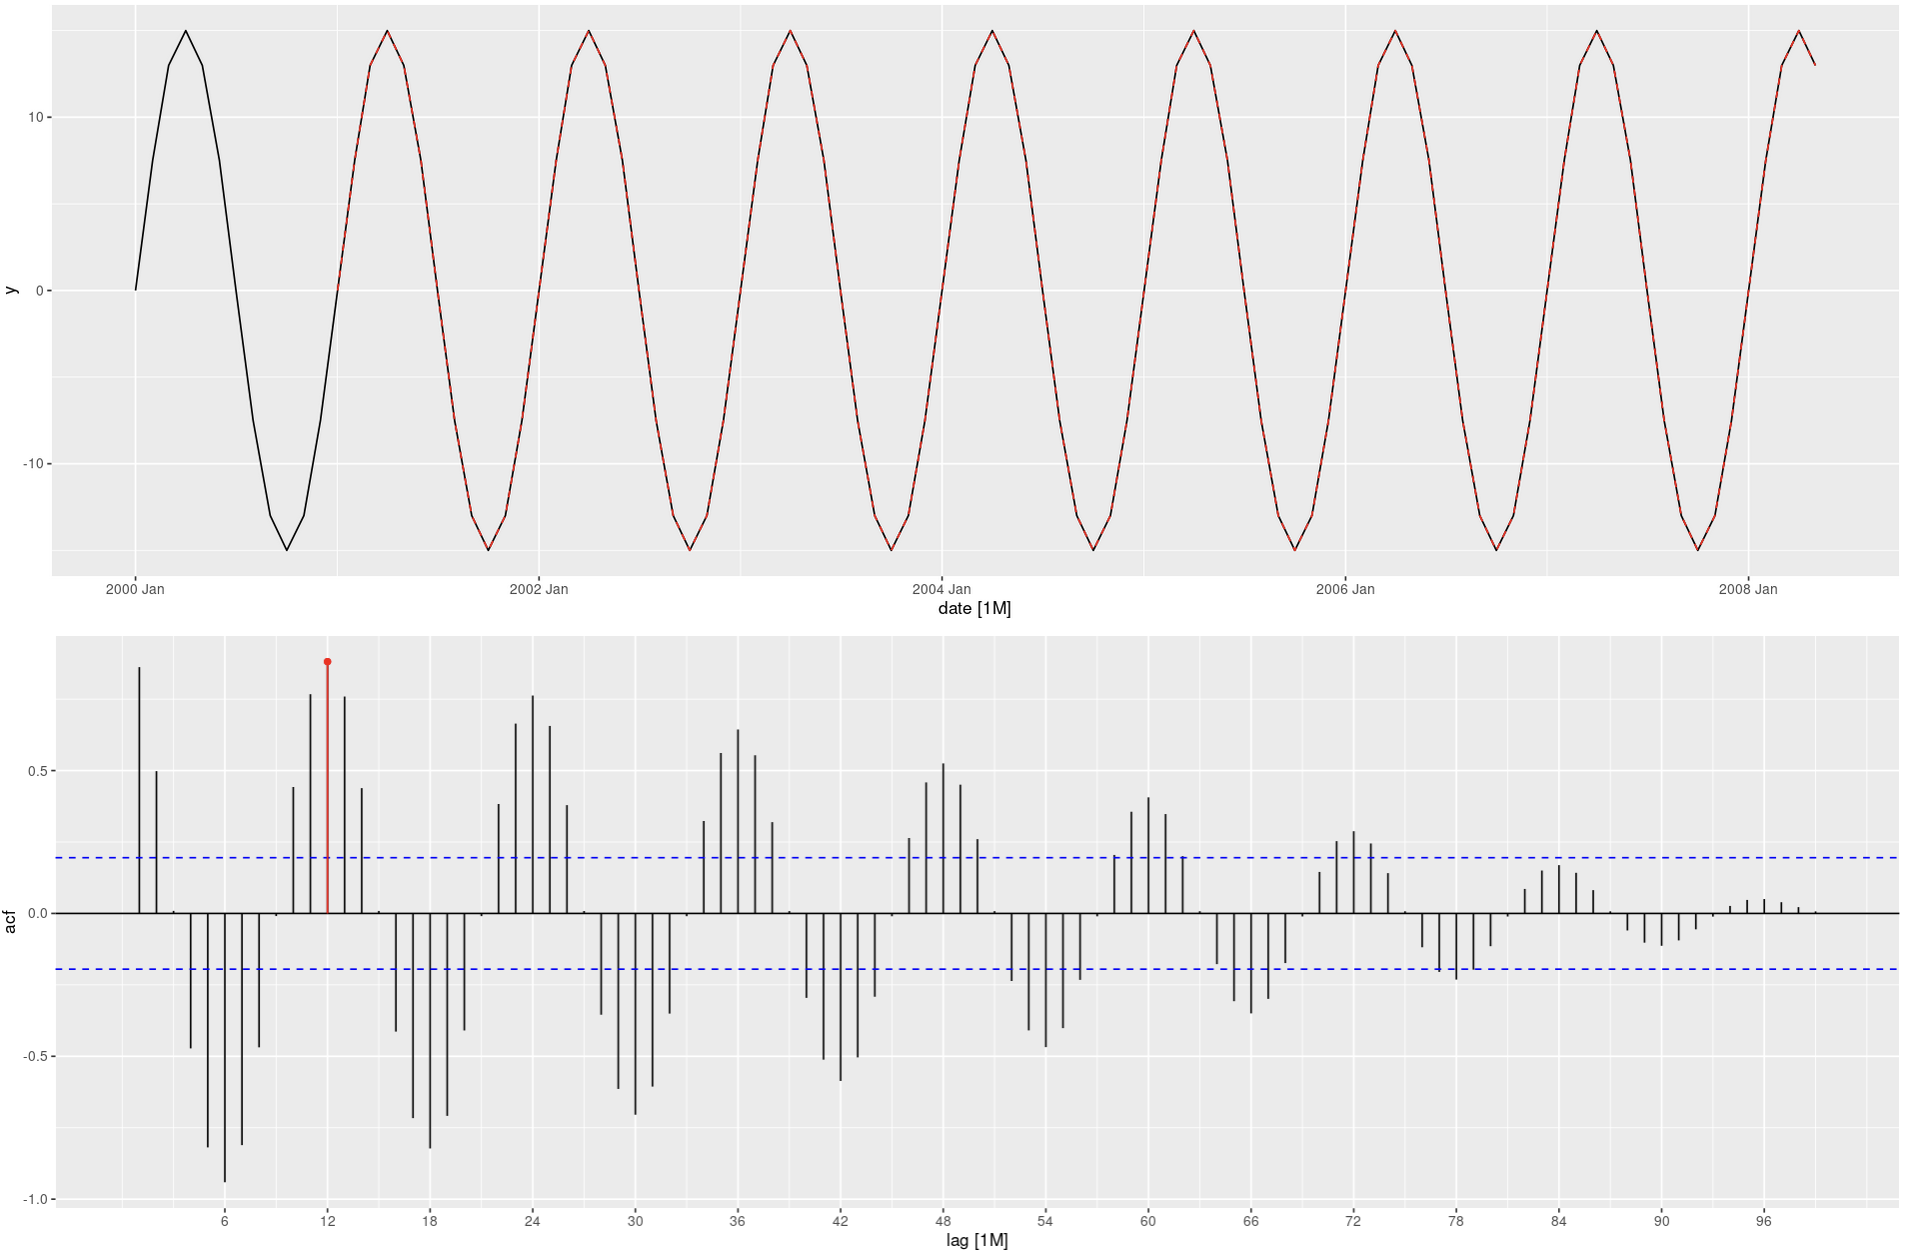 10
0
-10
y
2000 Jan 2002 Jan 2004 Jan 2006 Jan 2008 Jan
date [1M]
0.5
0.0
-0.5
-1.0
acf
6 12 18 24 30 36 42 48 54 60 66 72 78 84 90 96
lag [1M]